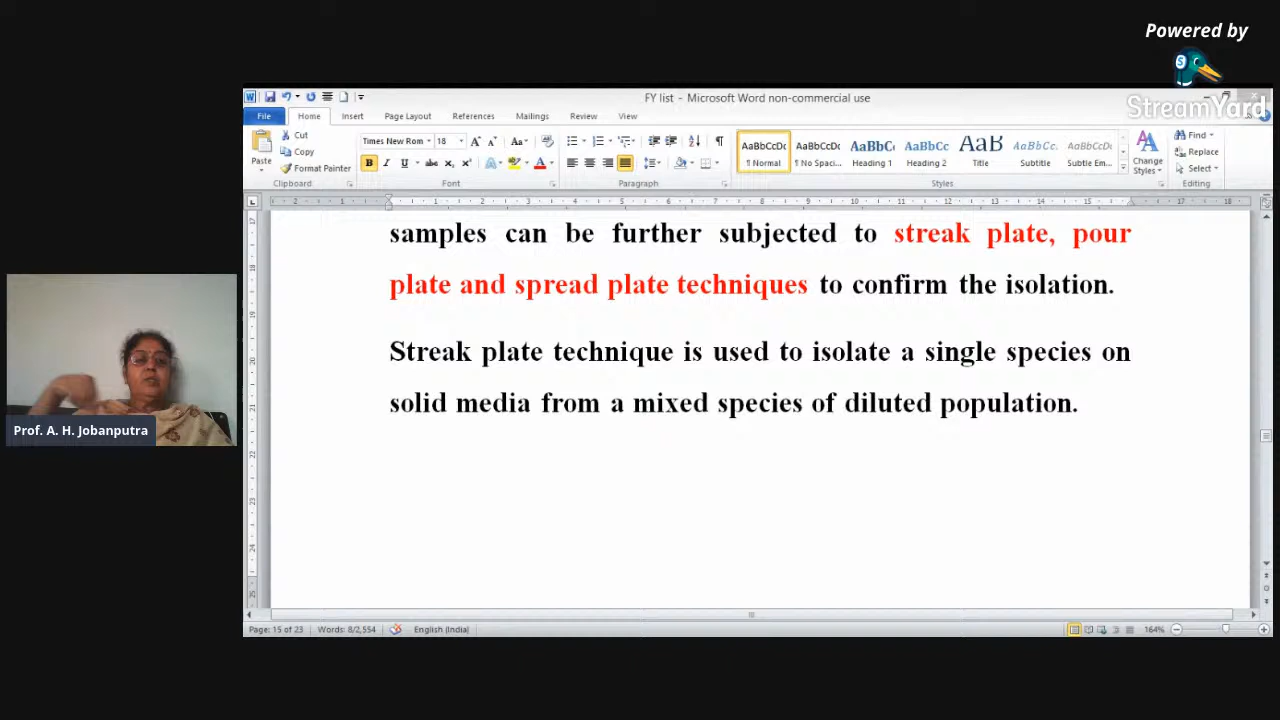 Powered by
StreamYard
FY list - Microsoft Word non-commercial use
File Home Insert Page Layout References Mailings Review View
Paste
Cut
Copy
Format Painter
Times New Rom 18
AaBbCcDc AaBbCcDc AaBbC AaBbCc AaB AaBbCc. AaBbCcDc
¶ Normal ¶ No Spaci... Heading 1 Heading 2 Title Subtitle Subtle Em...
Change
Styles
Find
Replace
Select
Clipboard Font Paragraph Styles Editing
samples can be further subjected to streak plate, pour
plate and spread plate techniques to confirm the isolation.
Streak plate technique is used to isolate a single species on
solid media from a mixed species of diluted population.
Prof. A. H. Jobanputra
Page: 15 of 23 Words: 8/2,554 English (India) 164%